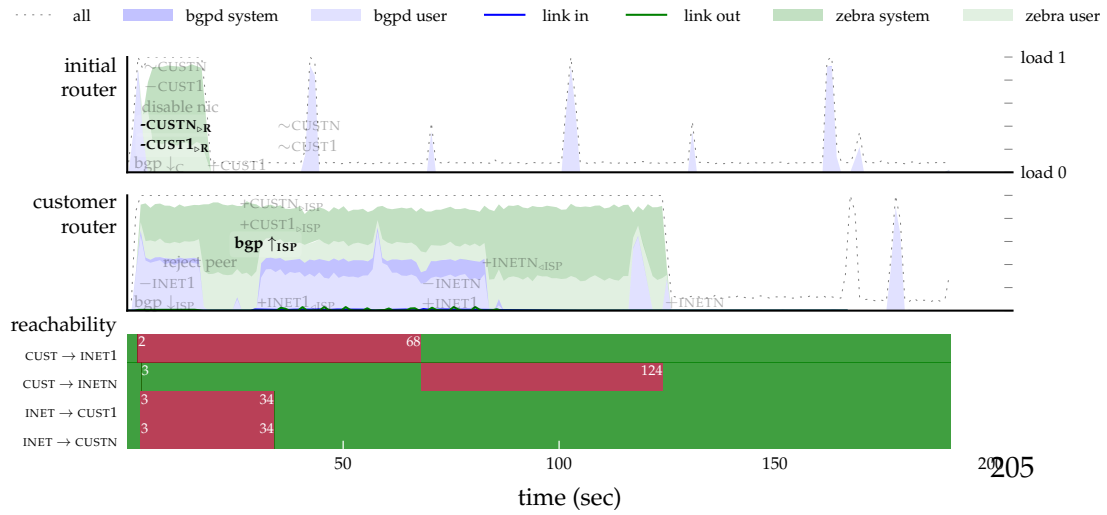 all bgpd system bgpd user link in link out zebra system zebra user
initial router
load 1
load 0
∼CUSTN
−CUST1
disable nic
-CUSTN▹R
-CUST1▹R
bgp ↓C
+CUST1
∼CUSTN
∼CUST1
customer router
+CUSTN◃ISP
+CUST1▹ISP
bgp ↑ISP
reject peer
−INET1
bgp ↓ISP
+INET1◃ISP
+INETN◃ISP
−INETN
+INET1
+INETN
reachability
CUST → INET1
2 68
CUST → INETN
3 124
INET → CUST1
3 34
INET → CUSTN
3 34
50 100 150 200
205
time (sec)